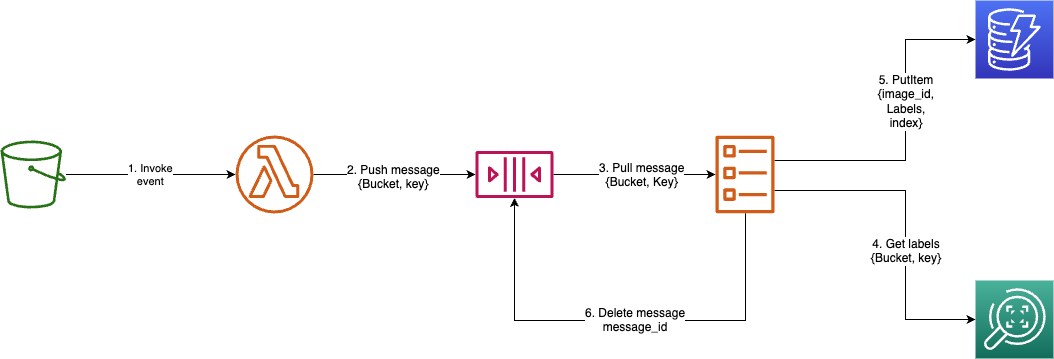 1. Invoke
event
2. Push message
{Bucket, key}
3. Pull message
{Bucket, Key}
5. PutItem
{image_id,
Labels,
index}
4. Get labels
{Bucket, key}
6. Delete message
message_id